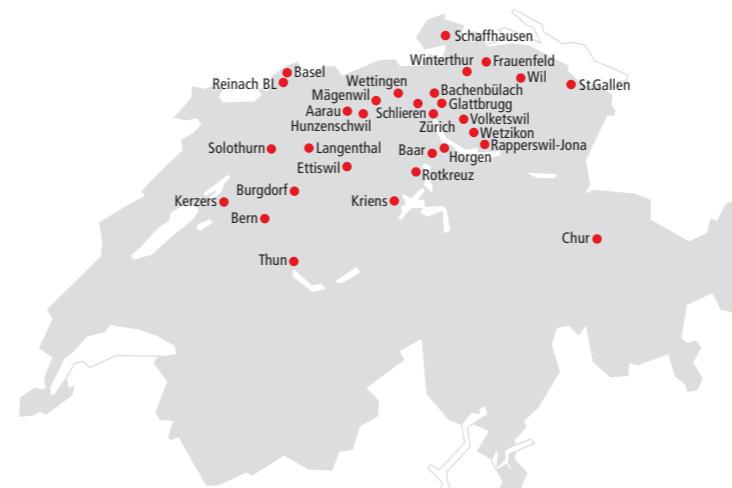 Schaffhausen
Winterthur
Frauenfeld
Basel
Wil
Reinach BL
Wettingen
St.Gallen
Bachenbülach
Mägenwil
Glattbrugg
Aarau
Schlieren
Volketswil
Hunzenschwil
Zürich
Wetzikon
Solothurn
Langenthal
Baar
Rapperswil-Jona
Horgen
Ettiswil
Rotkreuz
Burgdorf
Kerzers
Kriens
Bern
Chur
Thun